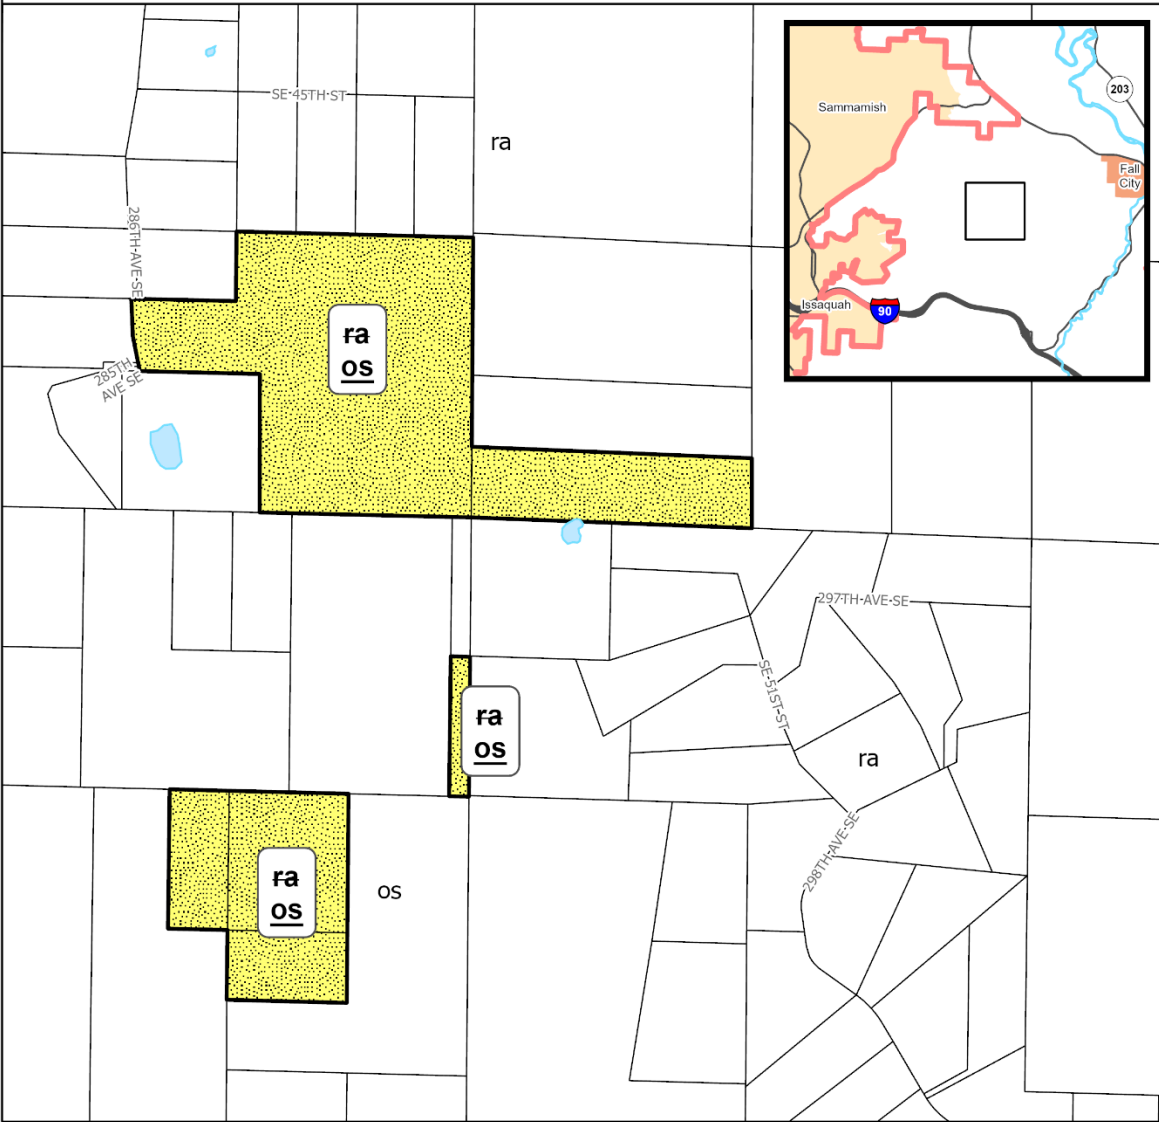 SE 45TH ST
ra
286TH AVE SE
ra
os
285TH
AVE SE
Sammamish
203
Fall
City
Issaquah
90
297TH AVE SE
SE 51ST ST
ra
os
ra
298TH AVE SE
ra
os
os